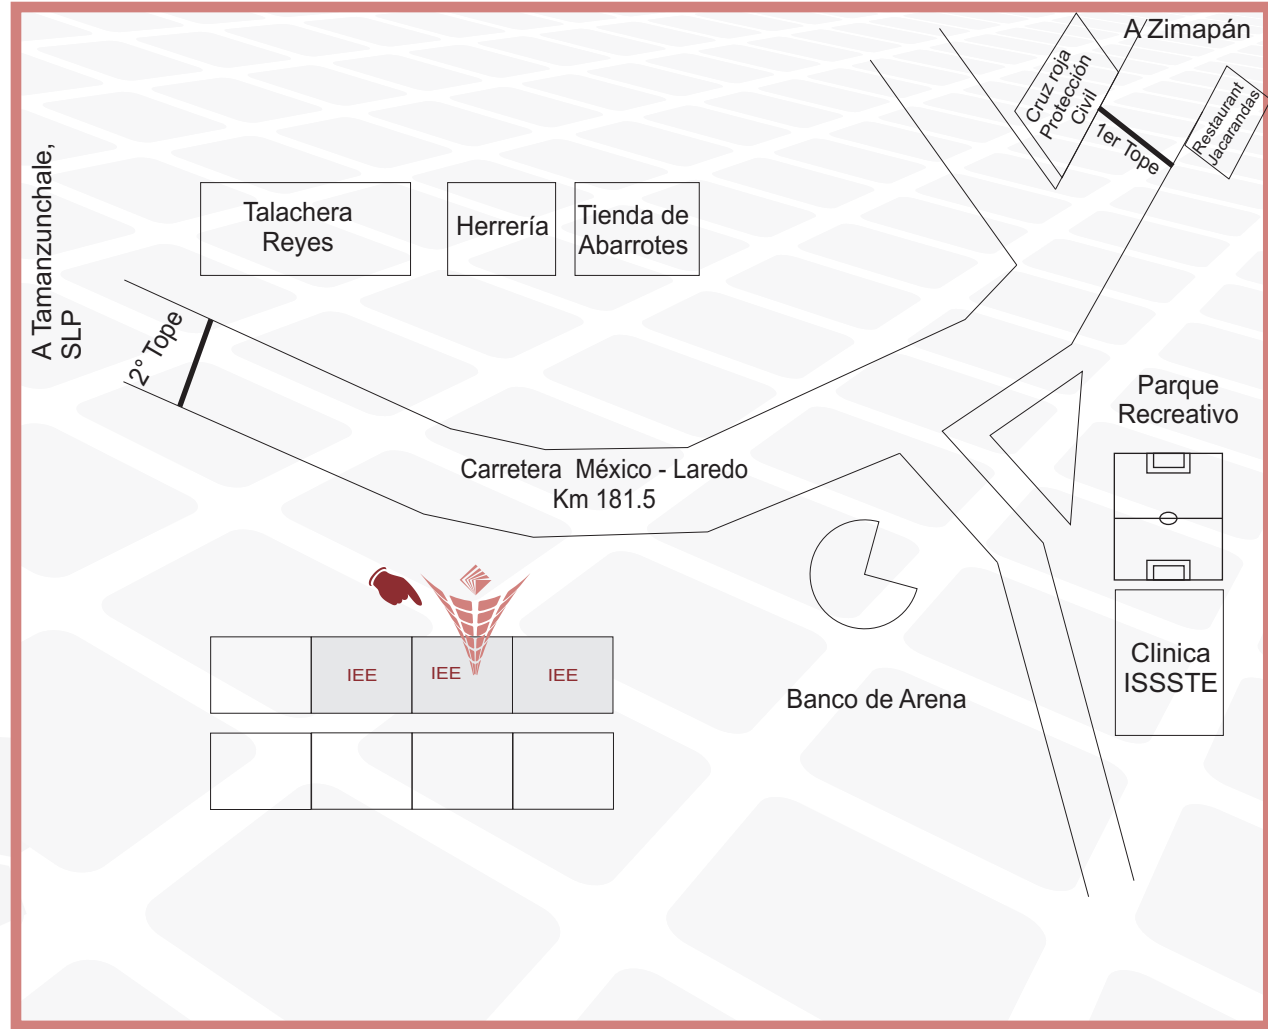 A Zimapán
Cruz roja
Protección
Civil
1er Tope
Restaurant
Jacarandas
A Tamanzunchale,
SLP
Talachera
Reyes
Herrería
Tienda de
Abarrotes
2° Tope
Parque
Recreativo
Carretera México - Laredo
Km 181.5
IEE
IEE
IEE
Banco de Arena
Clinica
ISSSTE